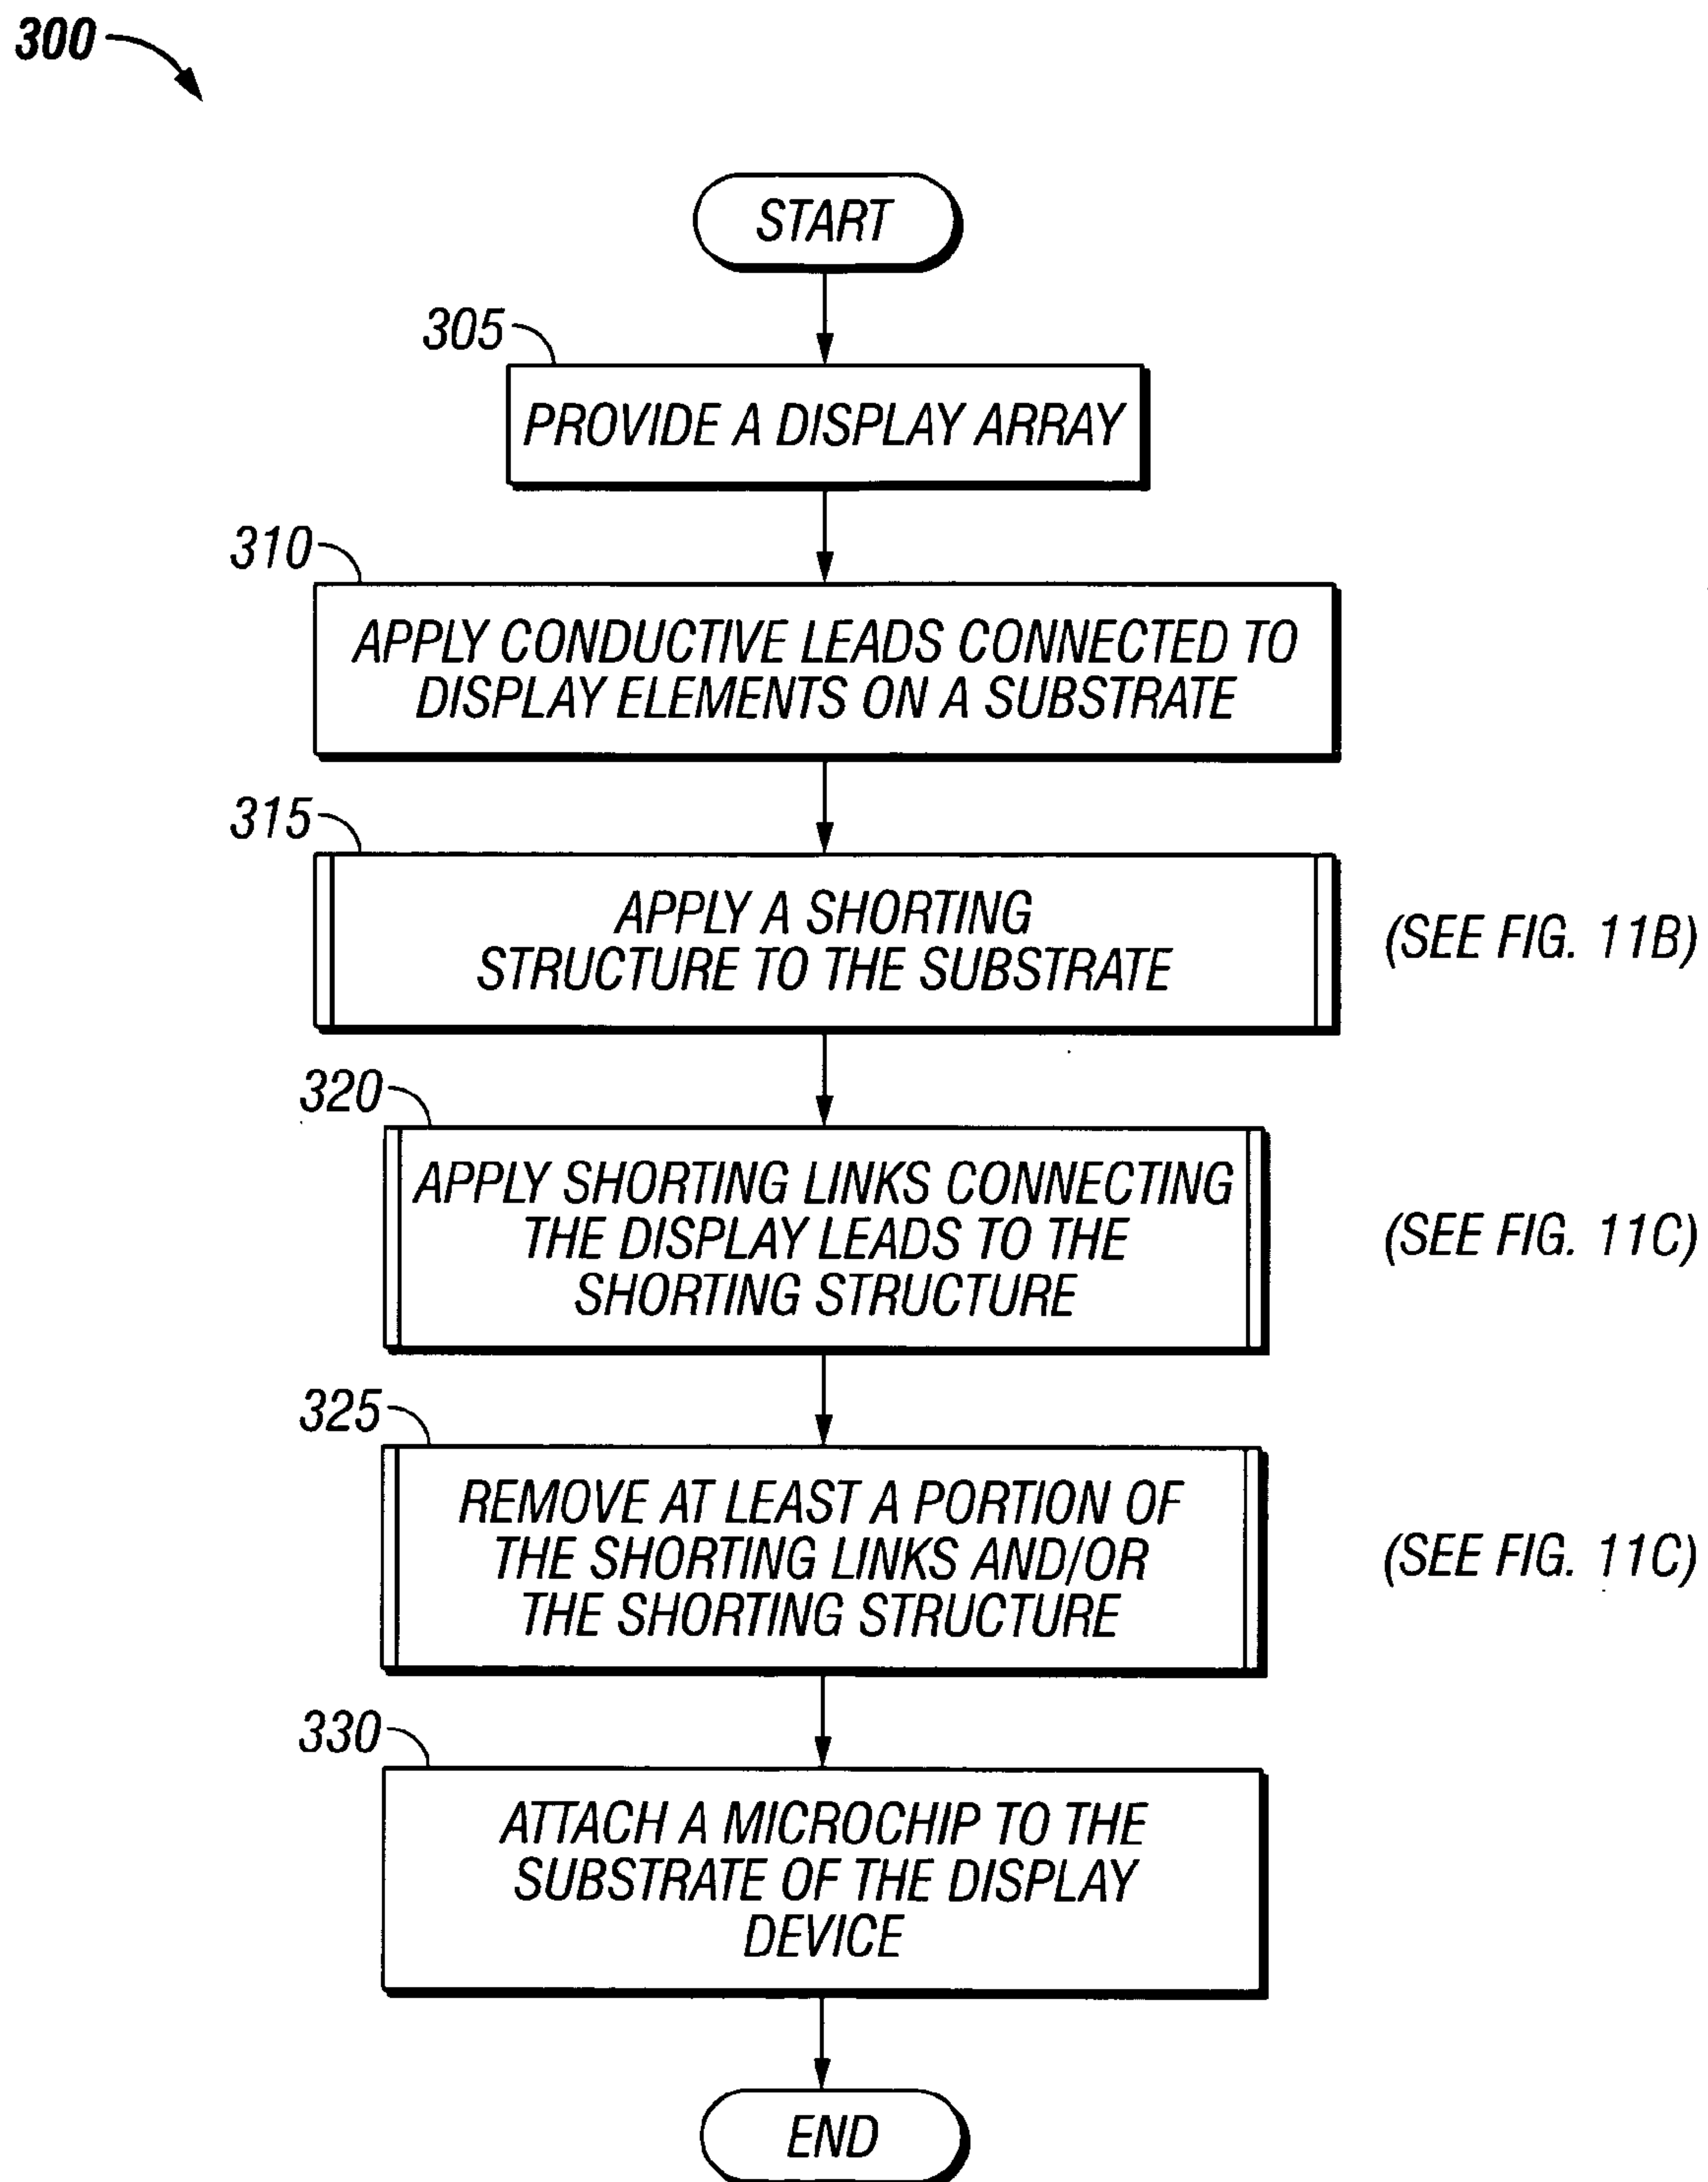 300
START
305
PROVIDE A DISPLAY ARRAY
310
APPLY CONDUCTIVE LEADS CONNECTED TO
DISPLAY ELEMENTS ON A SUBSTRATE
315
APPLY A SHORTING
STRUCTURE TO THE SUBSTRATE
(SEE FIG. 11B)
320
APPLY SHORTING LINKS CONNECTING
THE DISPLAY LEADS TO THE
SHORTING STRUCTURE
(SEE FIG. 11C)
325
REMOVE AT LEAST A PORTION OF
THE SHORTING LINKS AND/OR
THE SHORTING STRUCTURE
(SEE FIG. 11C)
330
ATTACH A MICROCHIP TO THE
SUBSTRATE OF THE DISPLAY
DEVICE
END